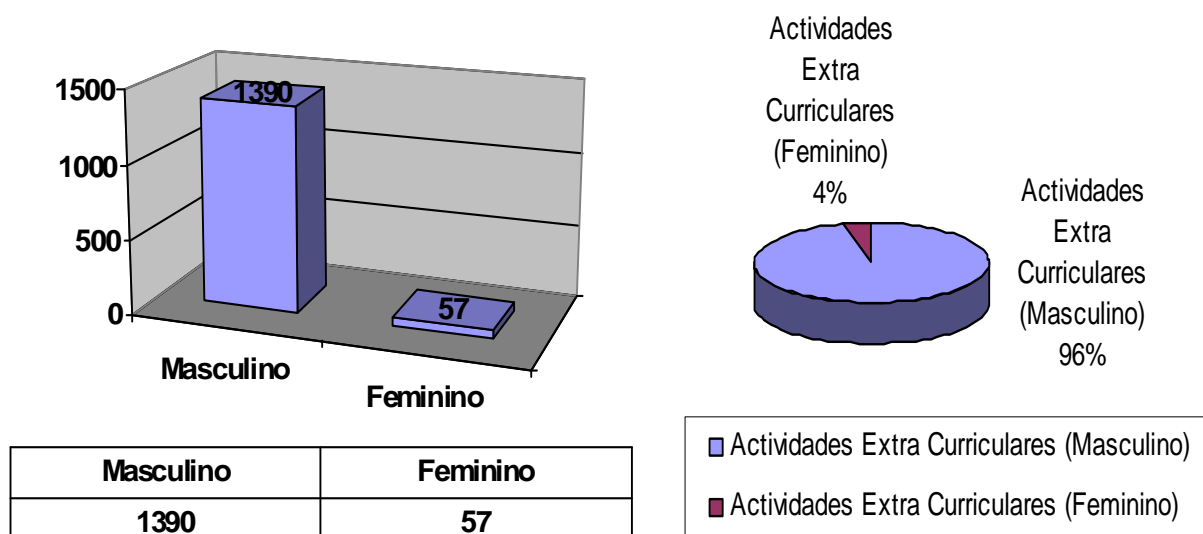 1500
1000
500
0
1390
57
Masculino
Feminino
Masculino Feminino
1390 57
Actividades
Extra
Curriculares
(Feminino)
4%
Actividades
Extra
Curriculares
(Masculino)
96%
Actividades Extra Curriculares (Masculino)
Actividades Extra Curriculares (Feminino)